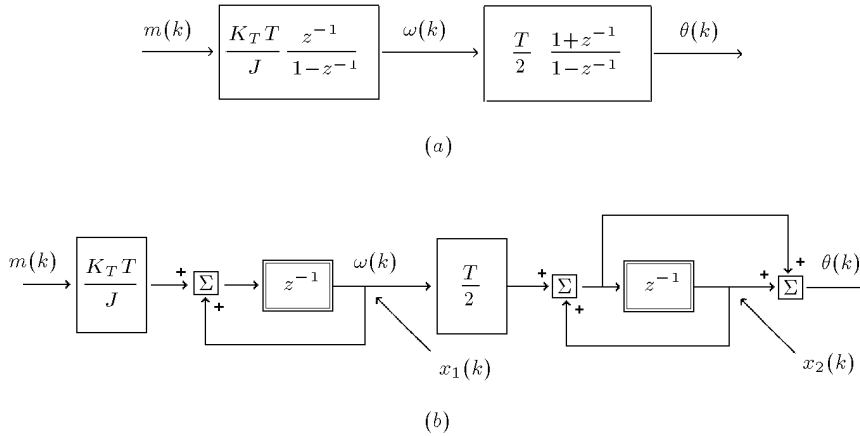 m(k) K_T T / J z^{-1} / 1-z^{-1} ω(k) T / 2 1+z^{-1} / 1-z^{-1} θ(k)
(a)
m(k) K_T T / J + Σ + z^{-1} ω(k) T / 2 + Σ + z^{-1} + + Σ θ(k)
x_1(k) x_2(k)
(b)